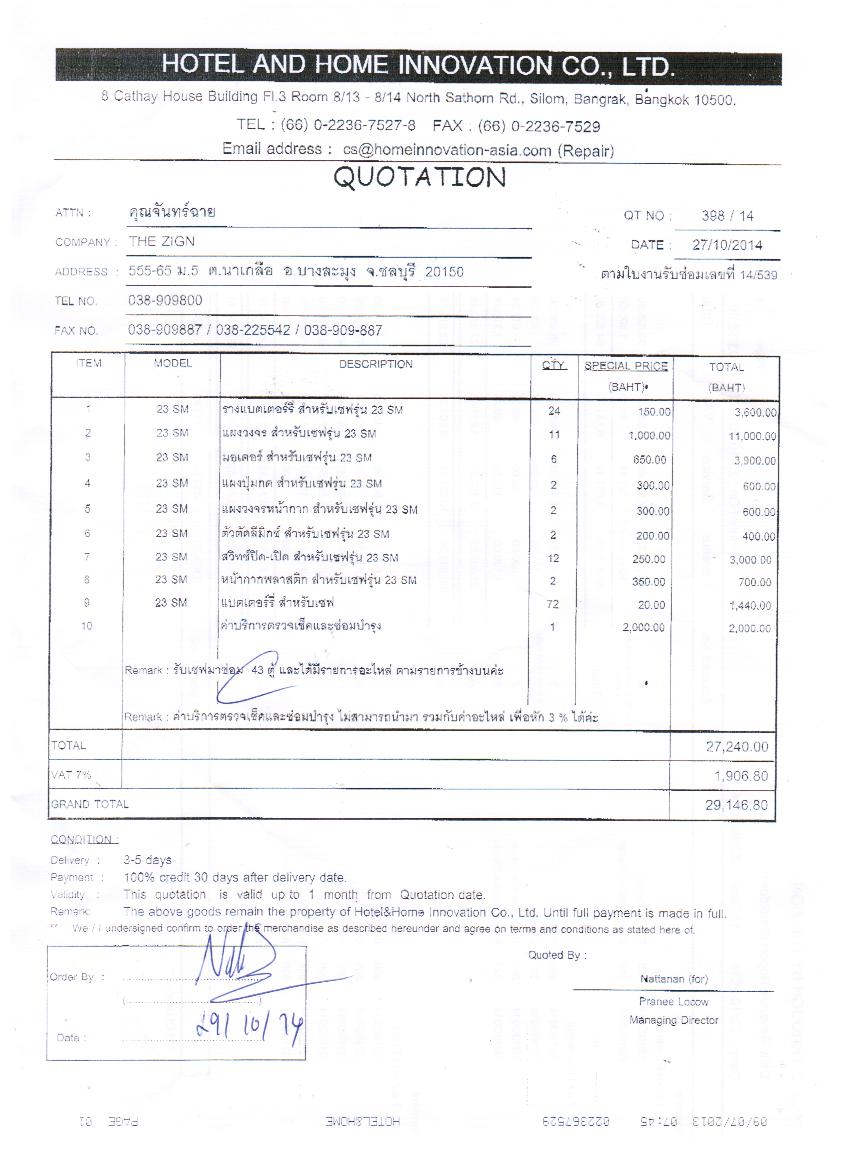 HOTEL AND HOME INNOVATION CO., LTD.
8 Cathay House Building Fl.3 Room 8/13 - 8/14 North Sathorn Rd., Silom, Bangrak, Bangkok 10500.
TEL : (66) 0-2236-7527-8 FAX : (66) 0-2236-7529
Email address : cs@homeinnovation-asia.com (Repair)
QUOTATION
ATTN : คุณจันทร์ฉาย QT NO : 398 / 14
COMPANY : THE ZIGN DATE : 27/10/2014
ADDRESS : 555-65 ม.5 ต.นาเกลือ อ.บางละมุง จ.ชลบุรี 20150 ตามใบงานรับซ่อมเลขที่ 14/539
TEL NO. 038-909800
FAX NO. 038-909887 / 038-225542 / 038-909-887
ITEM MODEL DESCRIPTION QTY SPECIAL PRICE TOTAL
(BAHT) (BAHT)
1 23 SM รางแบตเตอร์รี่ สำหรับเซฟรุ่น 23 SM 24 150.00 3,600.00
2 23 SM แผงวงจร สำหรับเซฟรุ่น 23 SM 11 1,000.00 11,000.00
3 23 SM มอเตอร์ สำหรับเซฟรุ่น 23 SM 6 650.00 3,900.00
4 23 SM แผงปุ่มกด สำหรับเซฟรุ่น 23 SM 2 300.00 600.00
5 23 SM แผงวงจรหน้ากาก สำหรับเซฟรุ่น 23 SM 2 300.00 600.00
6 23 SM ตัวตัดลิมิทซ์ สำหรับเซฟรุ่น 23 SM 2 200.00 400.00
7 23 SM สวิทซ์ปิด-เปิด สำหรับเซฟรุ่น 23 SM 12 250.00 3,000.00
8 23 SM หน้ากากพลาสติก สำหรับเซฟรุ่น 23 SM 2 350.00 700.00
9 23 SM แบตเตอร์รี่ สำหรับเซฟ 72 20.00 1,440.00
10 ค่าบริการตรวจเช็คและซ่อมบำรุง 1 2,000.00 2,000.00
Remark : รับเซฟมาซ่อม 43 ตู้ และได้มีรายการอะไหล่ ตามรายการข้างบนค่ะ
Remark : ค่าบริการตรวจเช็คและซ่อมบำรุง ไม่สามารถนำมา รวมกับค่าอะไหล่ เพื่อหัก 3 % ได้ค่ะ
TOTAL 27,240.00
VAT 7% 1,906.80
GRAND TOTAL 29,146.80
CONDITION :
Delivery : 3-5 days
Payment : 100% credit 30 days after delivery date.
Validity : This quotation is valid up to 1 month from Quotation date.
Remark: The above goods remain the property of Hotel&Home Innovation Co., Ltd. Until full payment is made in full.
** We / I undersigned confirm to order the merchandise as described hereunder and agree on terms and conditions as stated here of.
Quoted By :
Order By : Nattanan (for)
Pranee Locow
Managing Director
Date : 29/10/14
09/07/2013 07:45 022367529 HOTEL&HOME PAGE 01